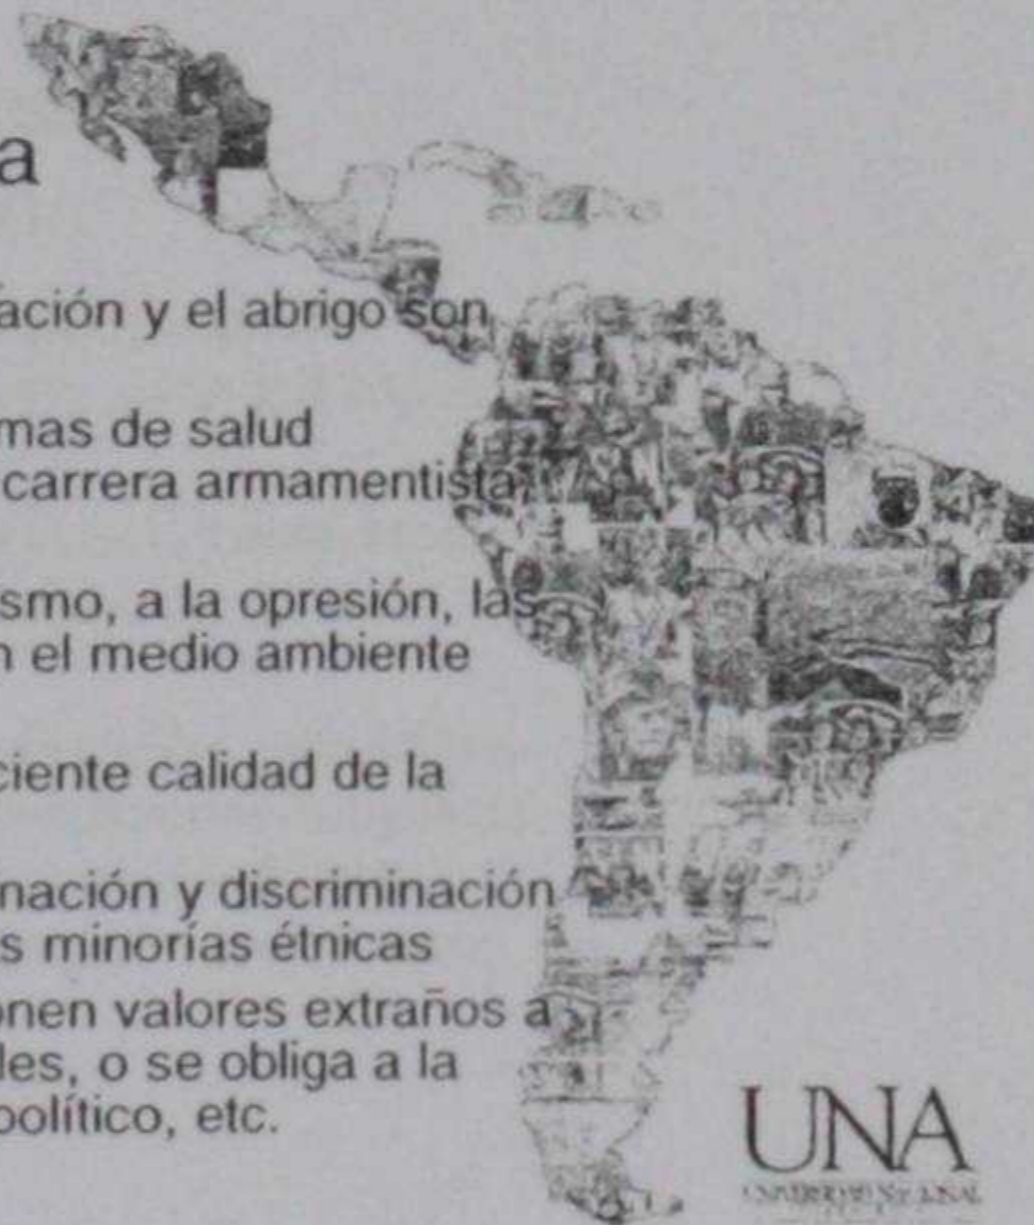 a
ación y el abrigo son
mas de salud
carrera armamentista,
smo, a la opresión, las
n el medio ambiente
ciente calidad de la
nación y discriminación
s minorías étnicas
onen valores extraños a
les, o se obliga a la
político, etc.
UNA